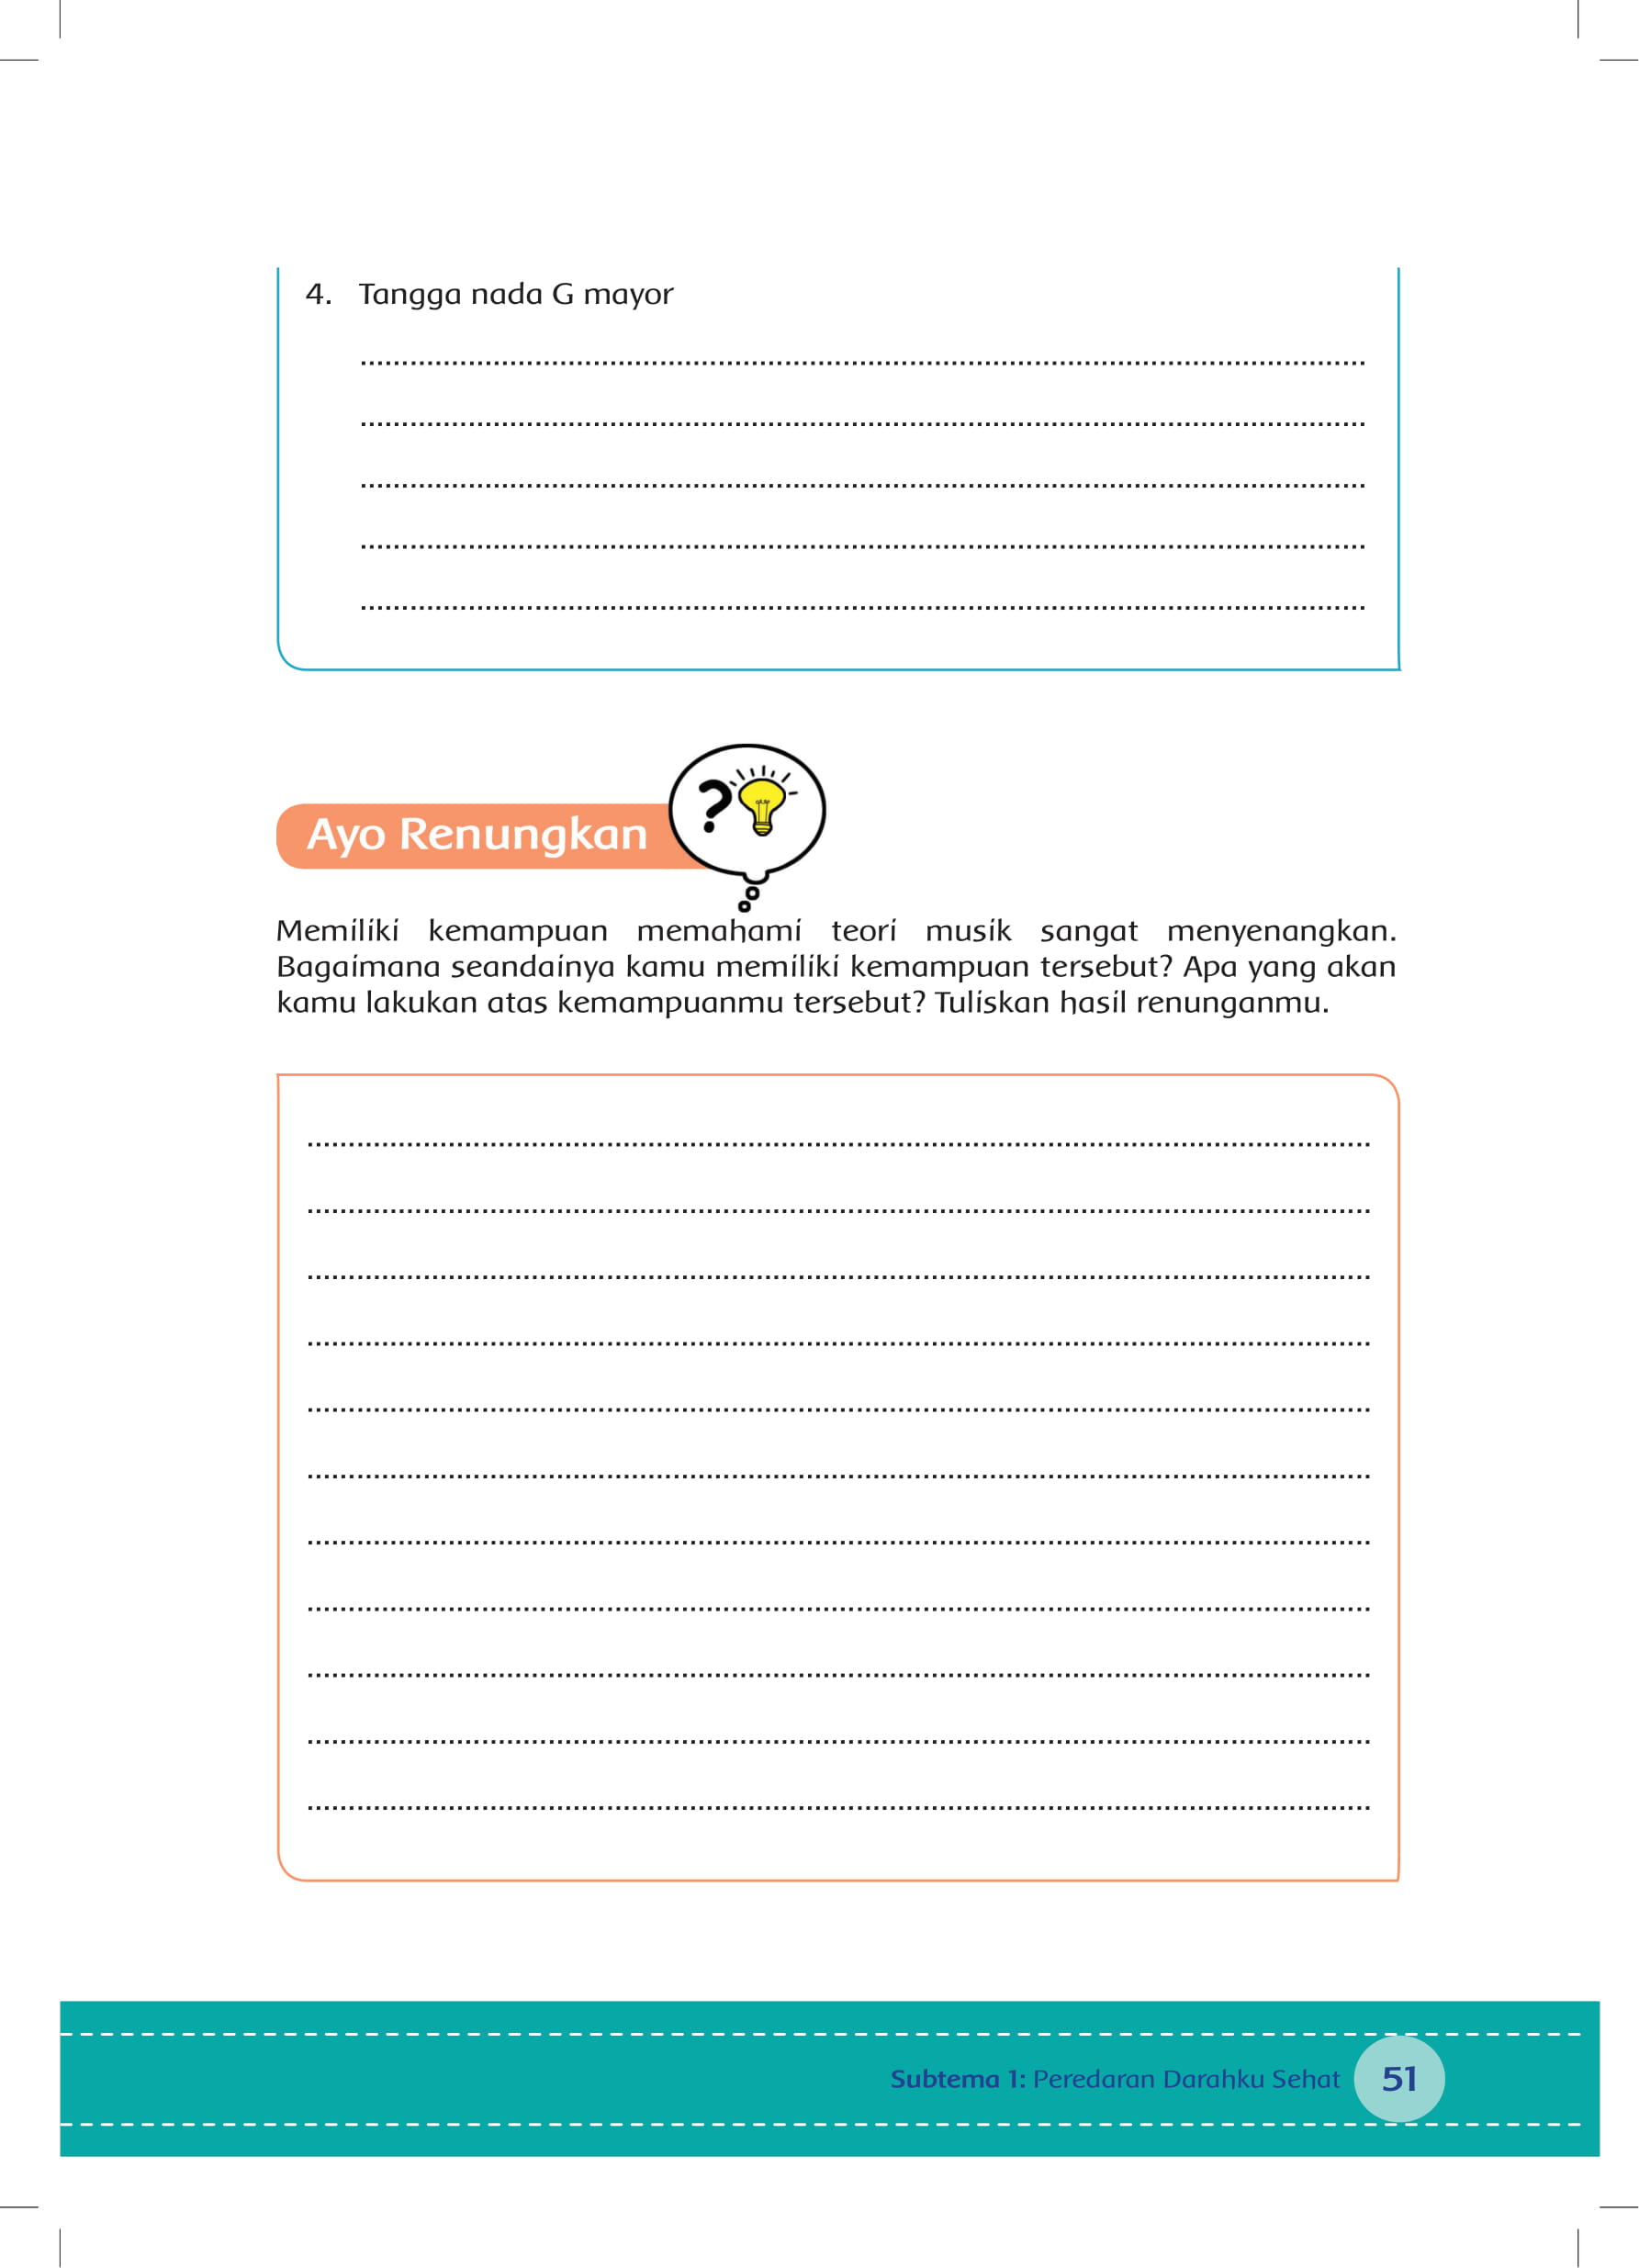 4. Tangga nada G mayor
Ayo Renungkan
Memiliki kemampuan memahami teori musik sangat menyenangkan.
Bagaimana seandainya kamu memiliki kemampuan tersebut? Apa yang akan
kamu lakukan atas kemampuanmu tersebut? Tuliskan hasil renunganmu.
Subtema 1: Peredaran Darahku Sehat 51